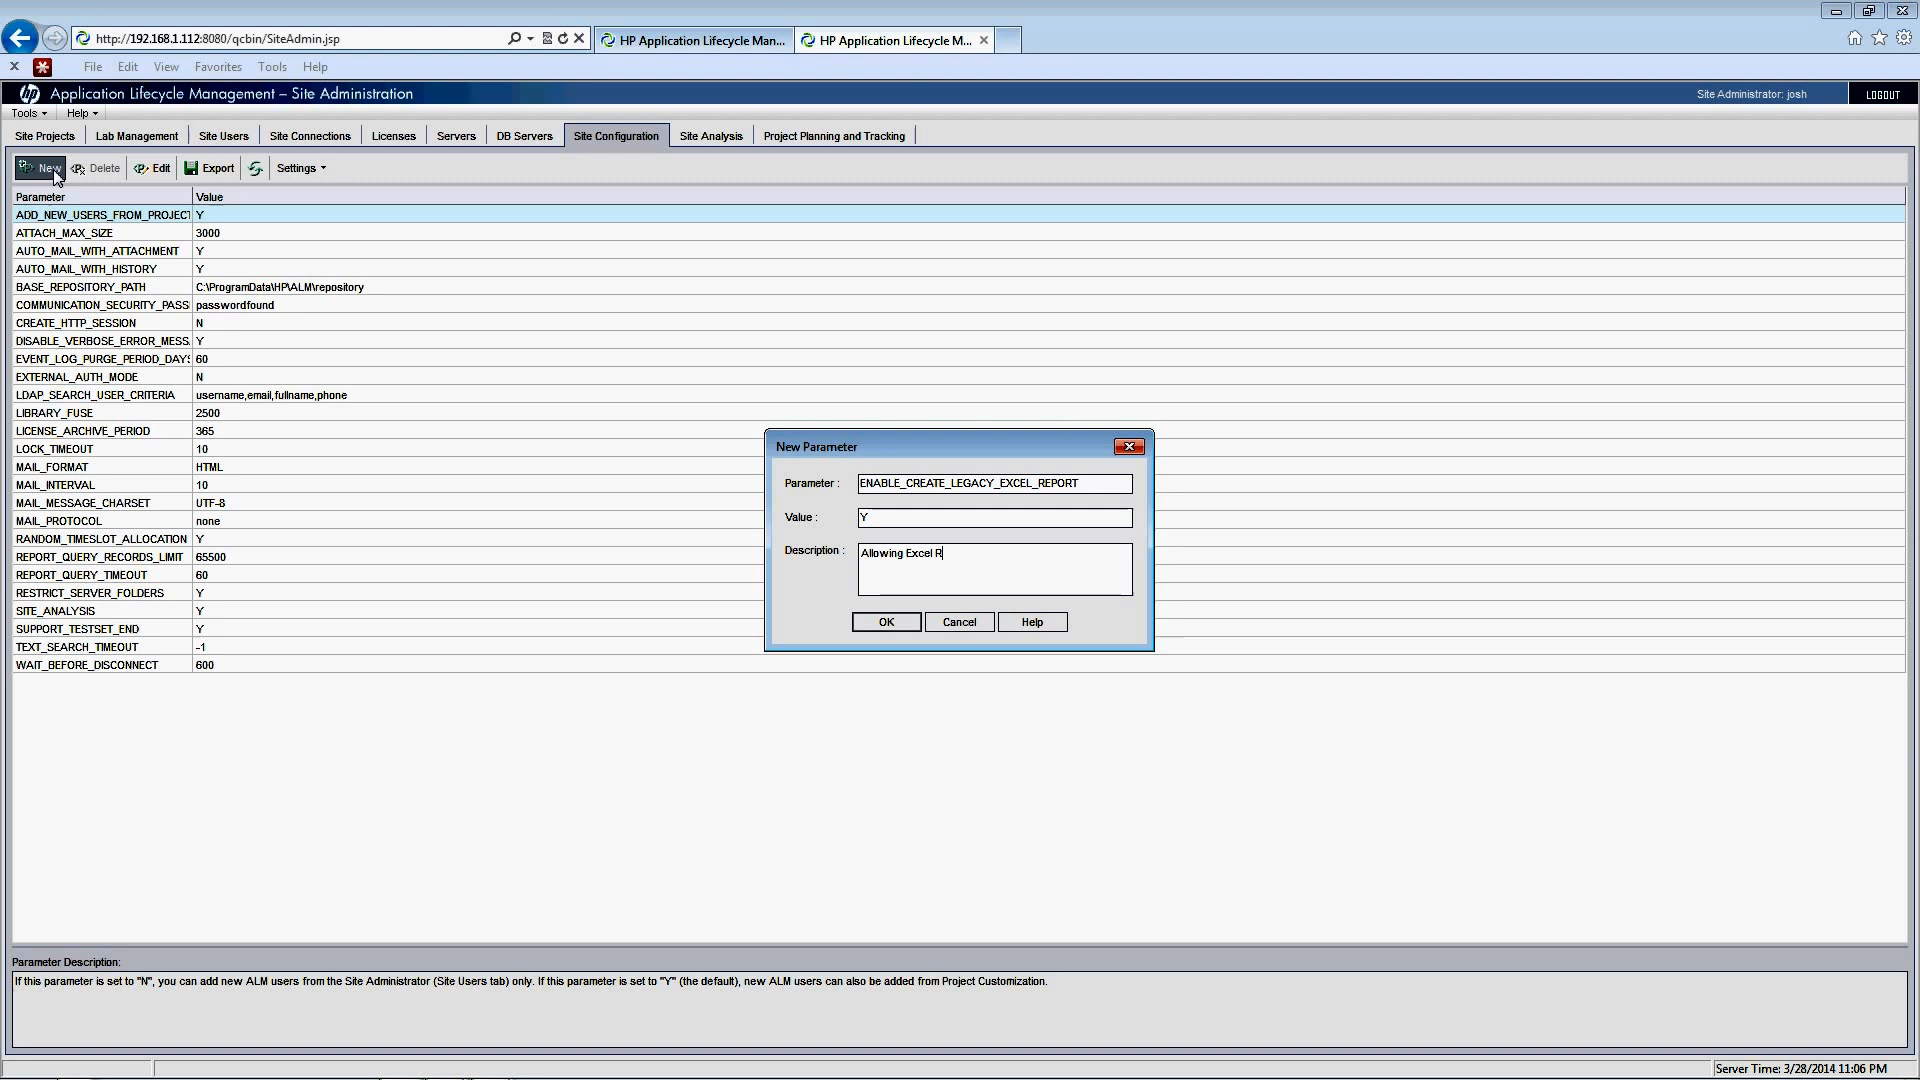 http://192.168.1.112:8080/qcbin/SiteAdmin.jsp
HP Application Lifecycle Man...
HP Application Lifecycle M...
File Edit View Favorites Tools Help
hp Application Lifecycle Management – Site Administration
Site Administrator: josh
LOGOUT
Tools Help
Site Projects Lab Management Site Users Site Connections Licenses Servers DB Servers Site Configuration Site Analysis Project Planning and Tracking
New Delete Edit Export Settings
Parameter Value
ADD_NEW_USERS_FROM_PROJECT Y
ATTACH_MAX_SIZE 3000
AUTO_MAIL_WITH_ATTACHMENT Y
AUTO_MAIL_WITH_HISTORY Y
BASE_REPOSITORY_PATH C:\ProgramData\HP\ALM\repository
COMMUNICATION_SECURITY_PASS passwordfound
CREATE_HTTP_SESSION N
DISABLE_VERBOSE_ERROR_MESS Y
EVENT_LOG_PURGE_PERIOD_DAYS 60
EXTERNAL_AUTH_MODE N
LDAP_SEARCH_USER_CRITERIA username,email,fullname,phone
LIBRARY_FUSE 2500
LICENSE_ARCHIVE_PERIOD 365
LOCK_TIMEOUT 10
MAIL_FORMAT HTML
MAIL_INTERVAL 10
MAIL_MESSAGE_CHARSET UTF-8
MAIL_PROTOCOL none
RANDOM_TIMESLOT_ALLOCATION Y
REPORT_QUERY_RECORDS_LIMIT 65500
REPORT_QUERY_TIMEOUT 60
RESTRICT_SERVER_FOLDERS Y
SITE_ANALYSIS Y
SUPPORT_TESTSET_END Y
TEXT_SEARCH_TIMEOUT -1
WAIT_BEFORE_DISCONNECT 600
New Parameter
Parameter : ENABLE_CREATE_LEGACY_EXCEL_REPORT
Value : Y
Description : Allowing Excel R
OK Cancel Help
Parameter Description:
If this parameter is set to "N", you can add new ALM users from the Site Administrator (Site Users tab) only. If this parameter is set to "Y" (the default), new ALM users can also be added from Project Customization.
Server Time: 3/28/2014 11:06 PM